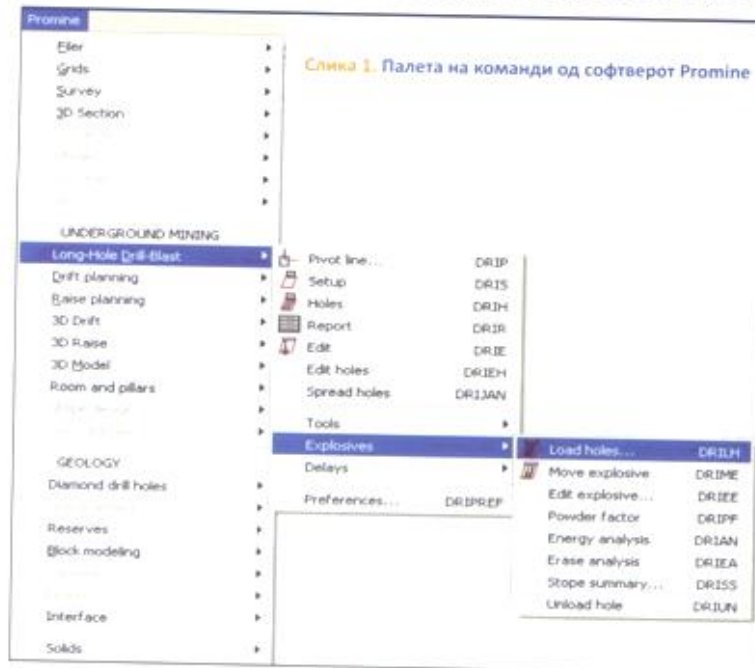 Promine
Filer
Grids
Survey
3D Section
UNDERGROUND MINING
Long-Hole Drill-Blast
Drift planning
Raise planning
3D Drift
3D Raise
3D Model
Room and pillars
GEOLOGY
Diamond drill holes
Reserves
Block modeling
Interface
Solids
Слика 1. Палета на команди од софтверот Promine
Pivot line... DRIP
Setup DRIS
Holes DRIH
Report DRIR
Edit DRIE
Edit holes DRIEH
Spread holes DRIJAN
Tools
Explosives
Delays
Preferences... DRIPREF
Load holes... DRILH
Move explosive DRIME
Edit explosive... DRIEE
Powder factor DRIPF
Energy analysis DRIAN
Erase analysis DRIEA
Stope summary... DRISS
Unload hole DRIUN